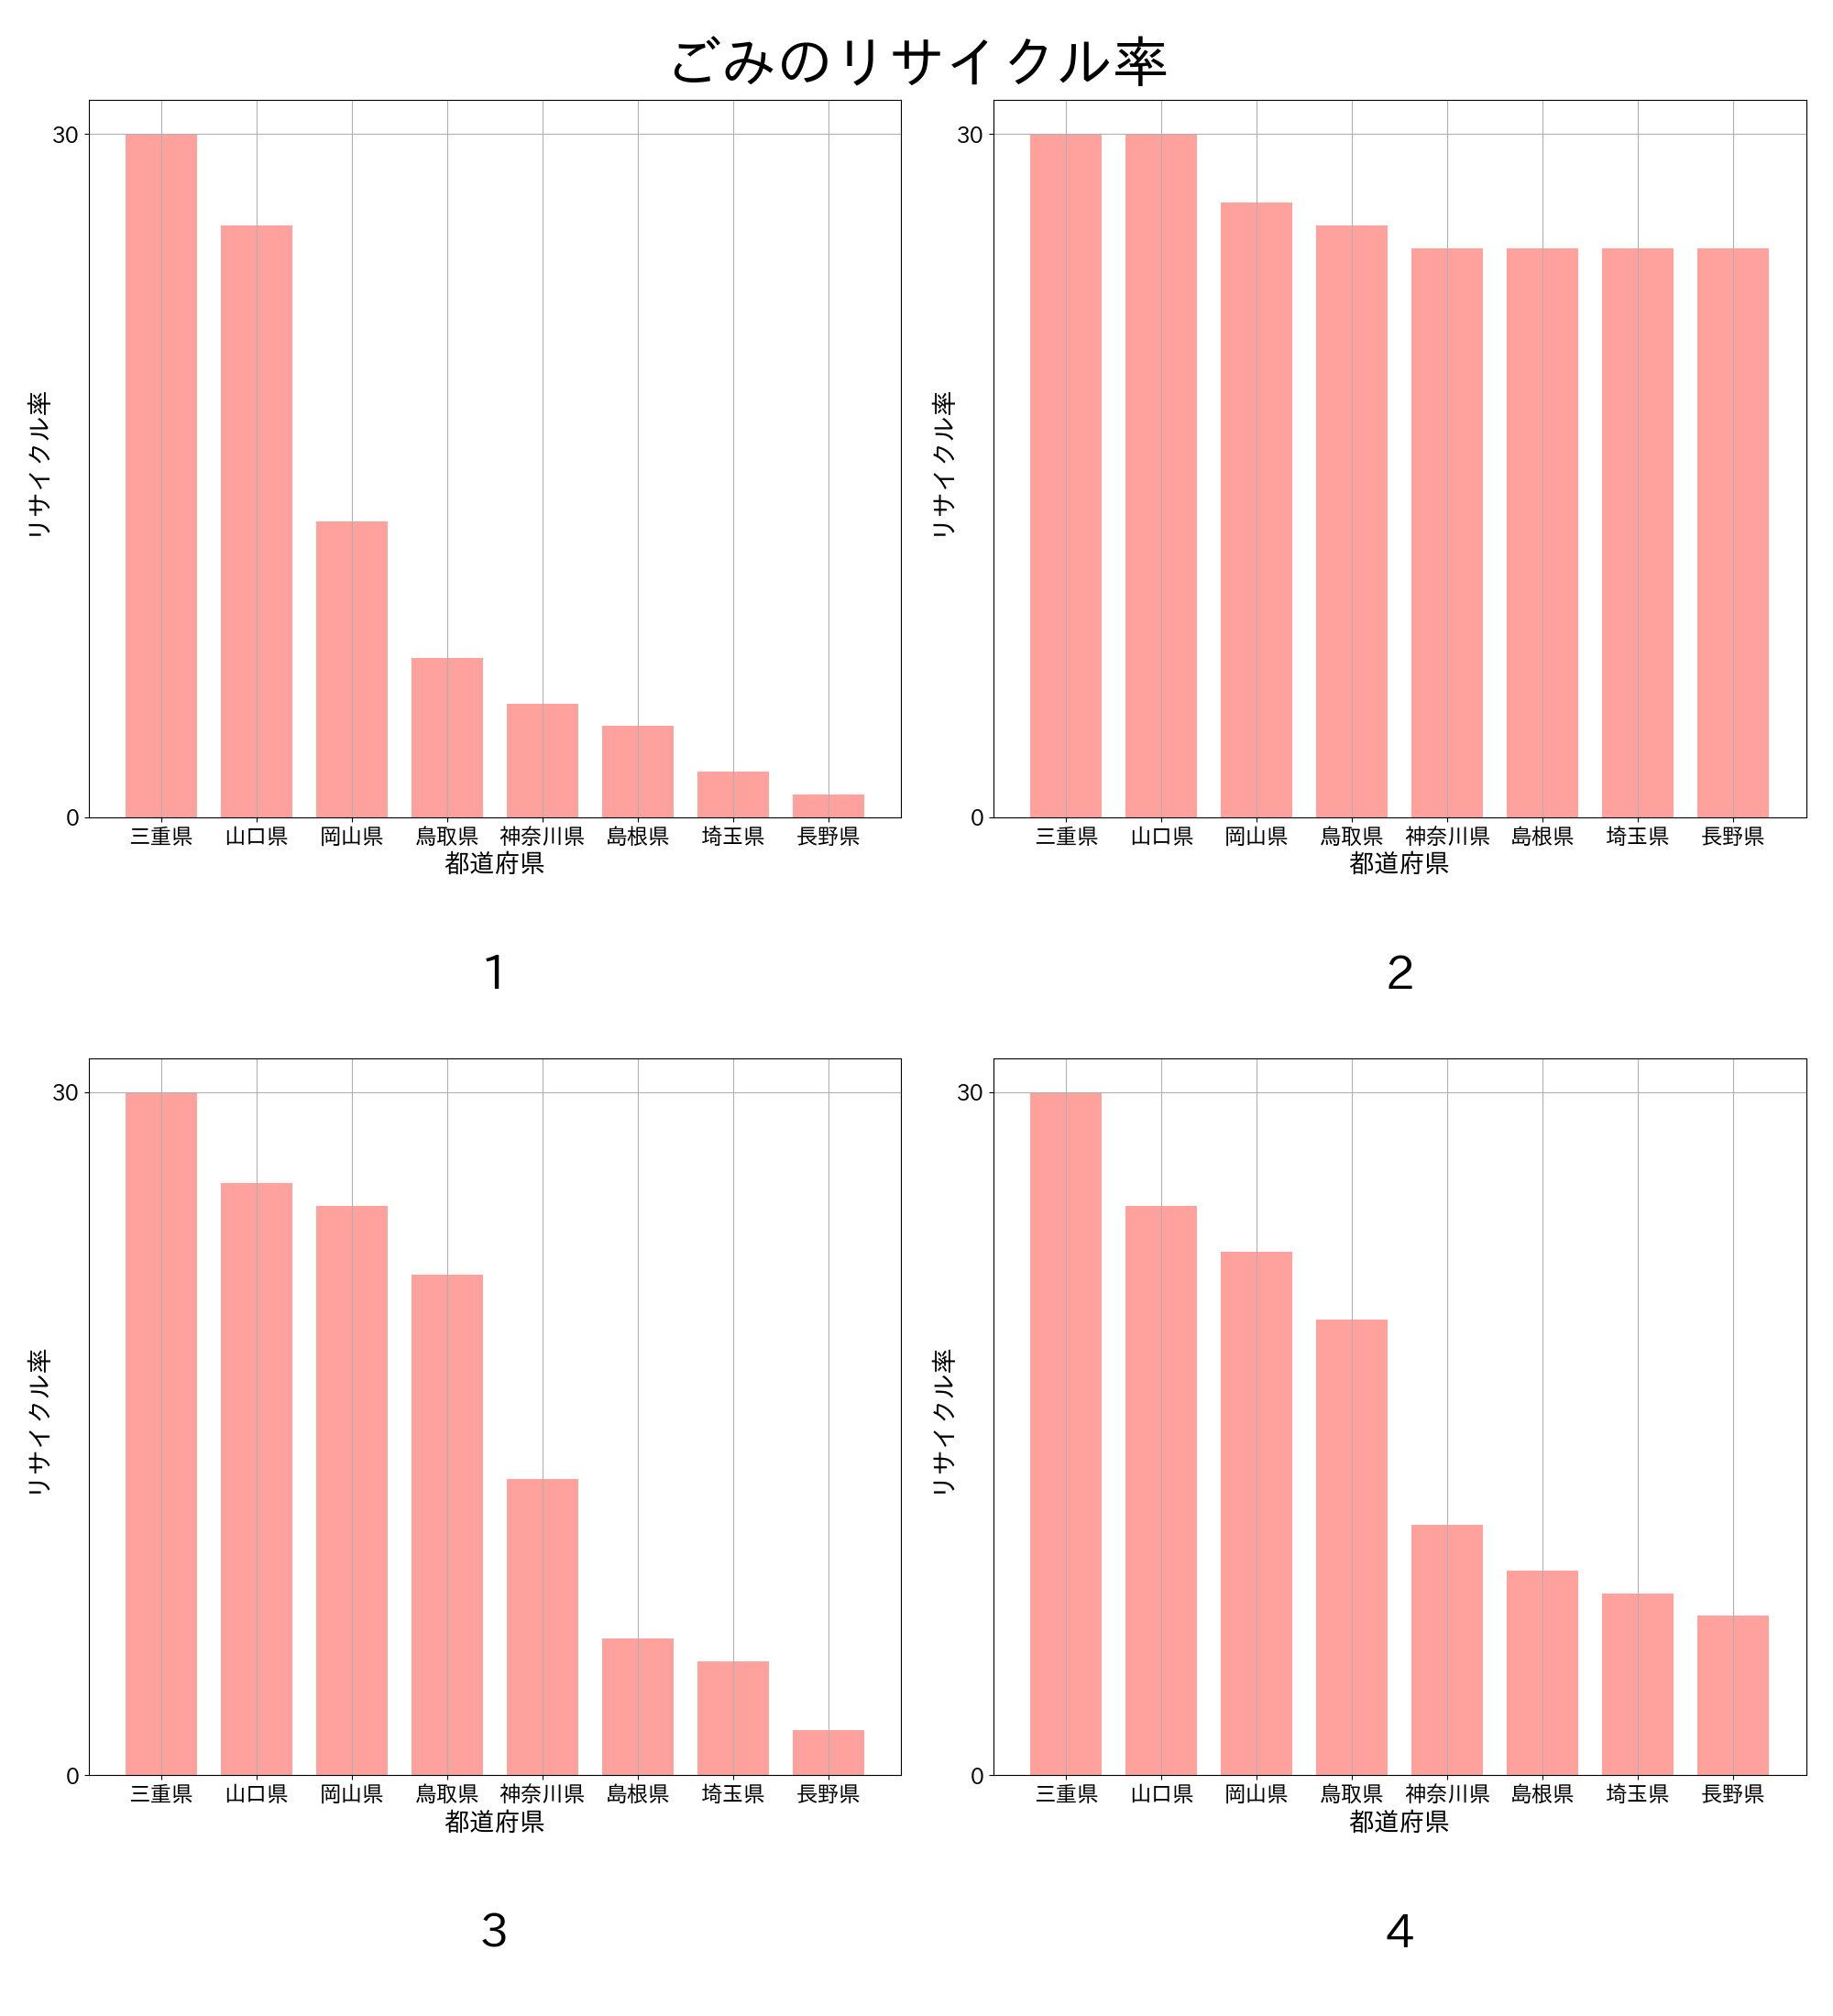 ごみのリサイクル率
30
0
リサイクル率
三重県 山口県 岡山県 鳥取県 神奈川県 島根県 埼玉県 長野県
都道府県
1
30
0
リサイクル率
三重県 山口県 岡山県 鳥取県 神奈川県 島根県 埼玉県 長野県
都道府県
2
30
0
リサイクル率
三重県 山口県 岡山県 鳥取県 神奈川県 島根県 埼玉県 長野県
都道府県
3
30
0
リサイクル率
三重県 山口県 岡山県 鳥取県 神奈川県 島根県 埼玉県 長野県
都道府県
4